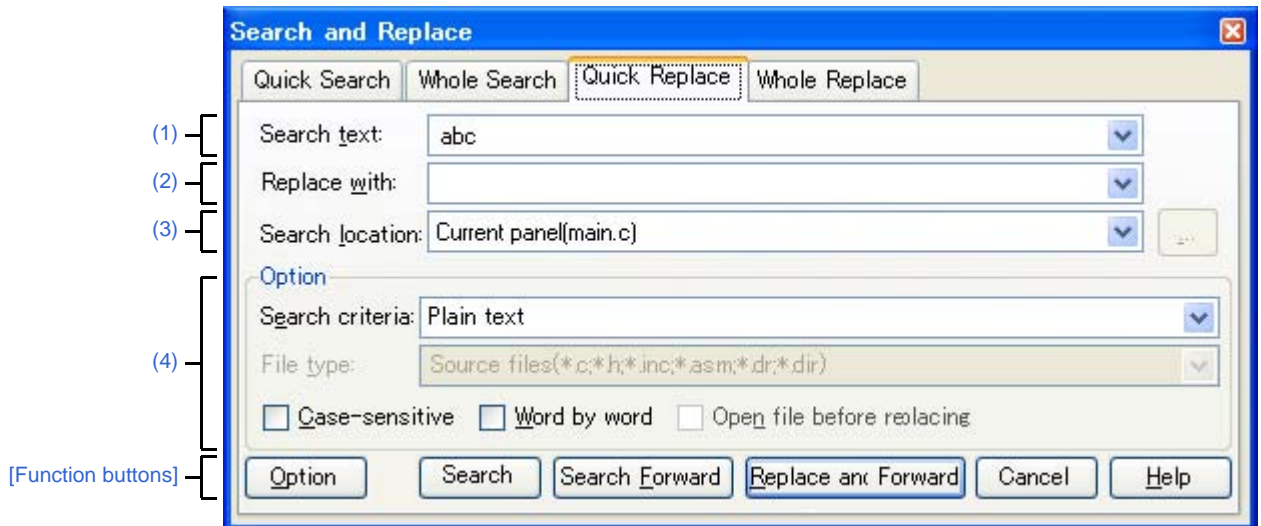 Search and Replace
Quick Search Whole Search Quick Replace Whole Replace
(1) Search text: abc
(2) Replace with:
(3) Search location: Current panel(main.c) ...
Option
Search criteria: Plain text
(4) File type: Source files(*.c;*.h;*.inc;*.asm;*.dr;*.dir)
Case-sensitive Word by word Open file before replacing
[Function buttons] Option Search Search Forward Replace and Forward Cancel Help